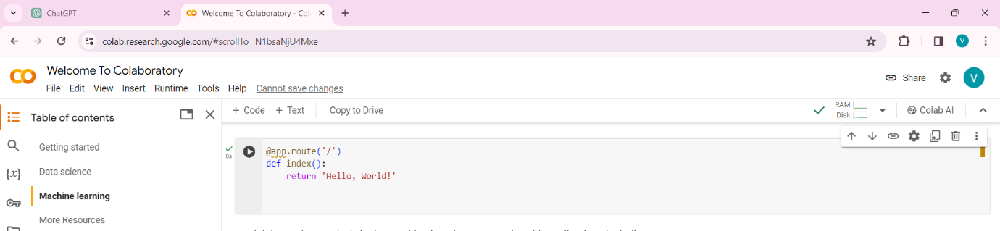 ChatGPT
Welcome To Colaboratory - Col
colab.research.google.com/#scrollTo=N1bsaNjU4Mxe
V
Welcome To Colaboratory
File Edit View Insert Runtime Tools Help Cannot save changes
Share
V
Table of contents
+ Code + Text Copy to Drive
RAM
Disk
Colab AI
Getting started
Data science
Machine learning
More Resources
{x}
0s
@app.route('/')
def index():
    return 'Hello, World!'